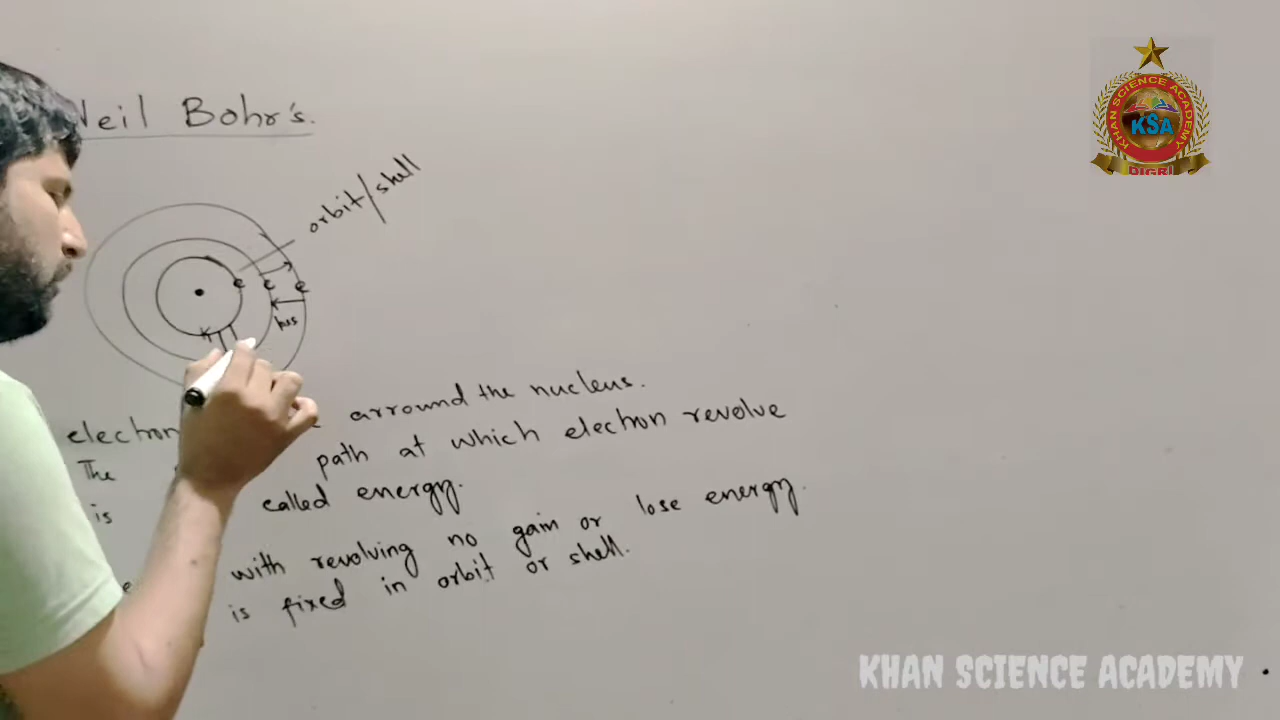 Neil Bohr's.
orbit/shell
e e e
has
electron arround the nucleus.
The path at which electron revolve
is called energy.
with revolving no gain or lose energy.
is fixed in orbit or shell.
KHAN SCIENCE ACADEMY
KSA
DIGRI
KHAN SCIENCE ACADEMY